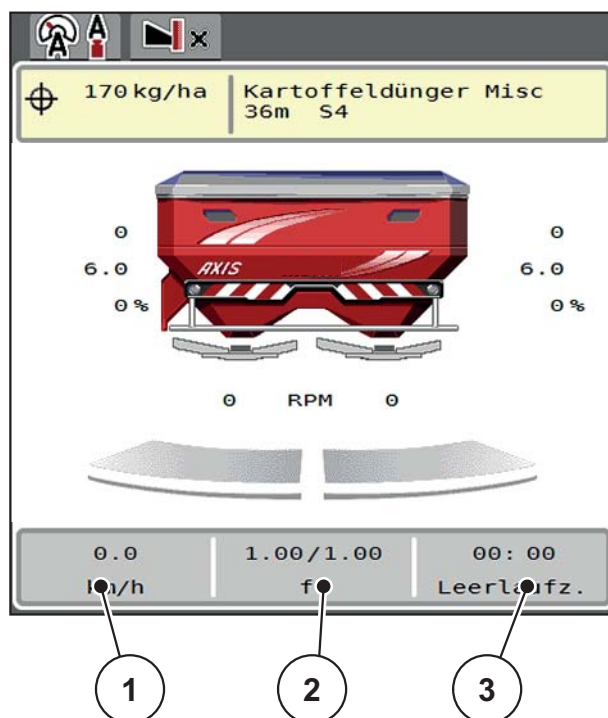 A A x
170 kg/ha Kartoffeldünger Misc
36m S4
0 0
6.0 AXIS 6.0
0% 0%
0 RPM 0
0.0 1.00/1.00 00:00
km/h f Leerlaufz.
1 2 3